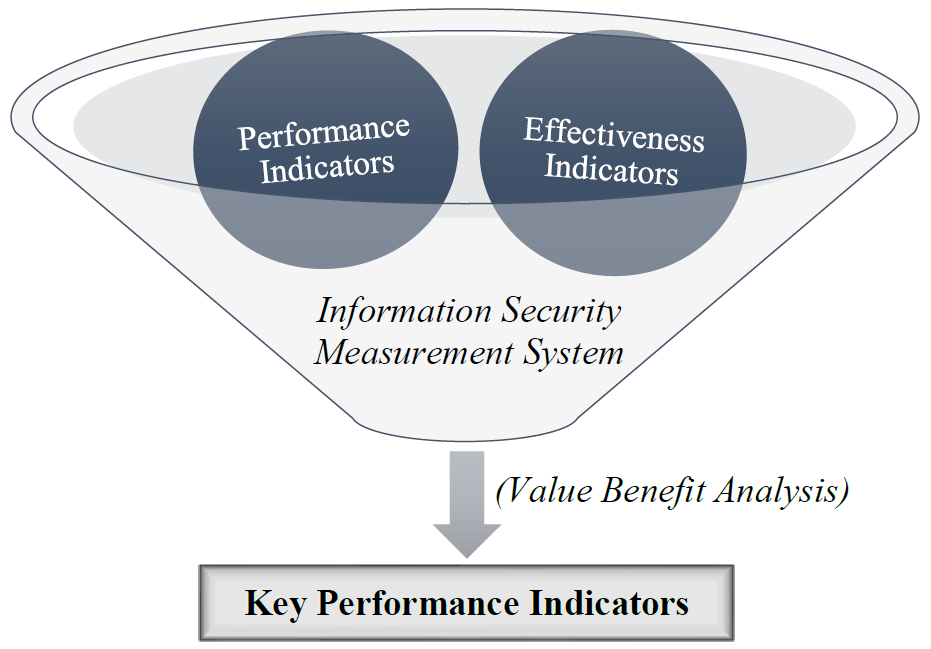 Performance
Indicators
Effectiveness
Indicators
Information Security
Measurement System
(Value Benefit Analysis)
Key Performance Indicators